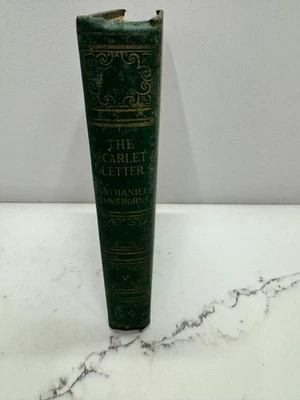 THE
SCARLET
LETTER
NATHANIEL
HAWTHORNE